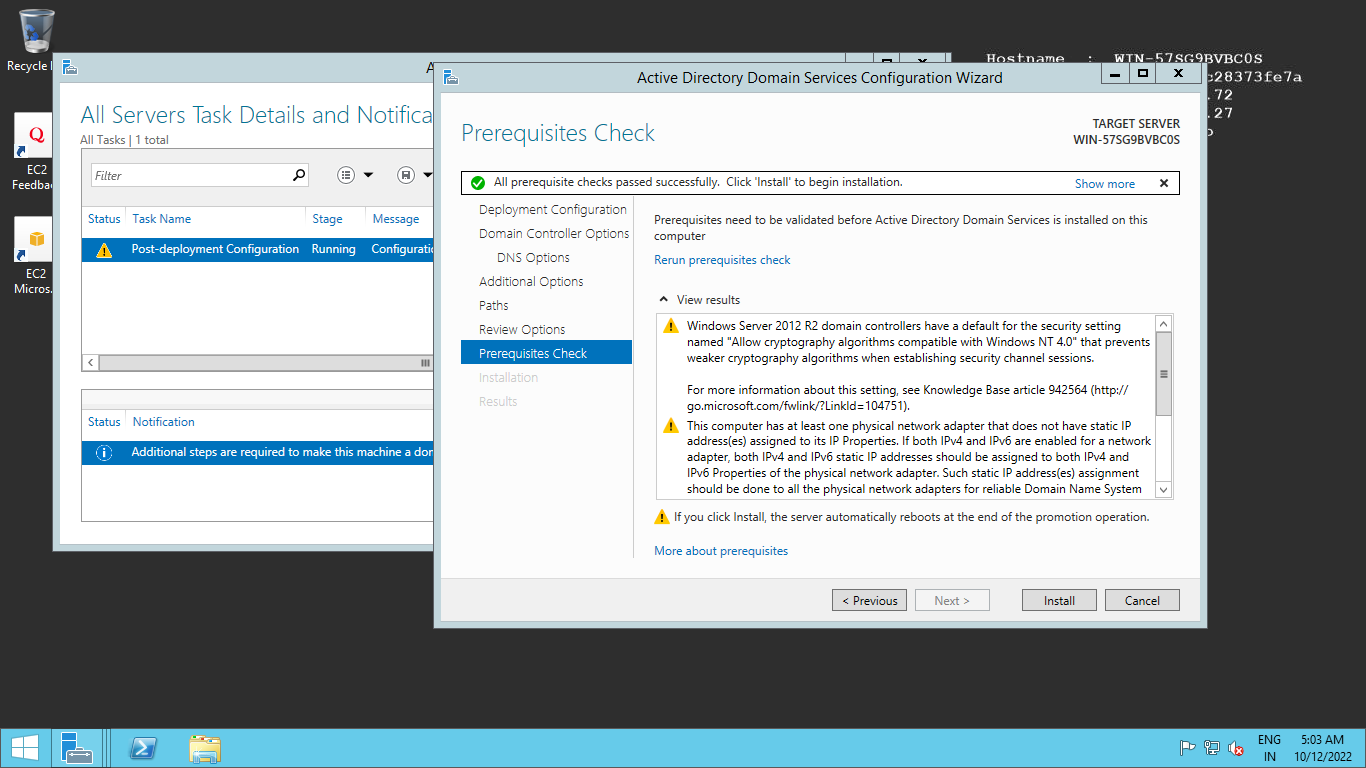 Recycle
EC2
Feedbac
EC2
Micros.
Hostname : WIN-57SG9BVBC0S
c28373fe7a
.72
.27
A
All Servers Task Details and Notifica
All Tasks | 1 total
Filter
Status Task Name Stage Message
Post-deployment Configuration Running Configuratio
Status Notification
Additional steps are required to make this machine a dom
Active Directory Domain Services Configuration Wizard
Prerequisites Check
TARGET SERVER
WIN-57SG9BVBC0S
All prerequisite checks passed successfully. Click 'Install' to begin installation.
Show more
Deployment Configuration
Domain Controller Options
DNS Options
Additional Options
Paths
Review Options
Prerequisites Check
Installation
Results
Prerequisites need to be validated before Active Directory Domain Services is installed on this
computer
Rerun prerequisites check
View results
Windows Server 2012 R2 domain controllers have a default for the security setting
named "Allow cryptography algorithms compatible with Windows NT 4.0" that prevents
weaker cryptography algorithms when establishing security channel sessions.
For more information about this setting, see Knowledge Base article 942564 (http://
go.microsoft.com/fwlink/?LinkId=104751).
This computer has at least one physical network adapter that does not have static IP
address(es) assigned to its IP Properties. If both IPv4 and IPv6 are enabled for a network
adapter, both IPv4 and IPv6 static IP addresses should be assigned to both IPv4 and
IPv6 Properties of the physical network adapter. Such static IP address(es) assignment
should be done to all the physical network adapters for reliable Domain Name System
If you click Install, the server automatically reboots at the end of the promotion operation.
More about prerequisites
< Previous
Next >
Install
Cancel
ENG
IN
5:03 AM
10/12/2022